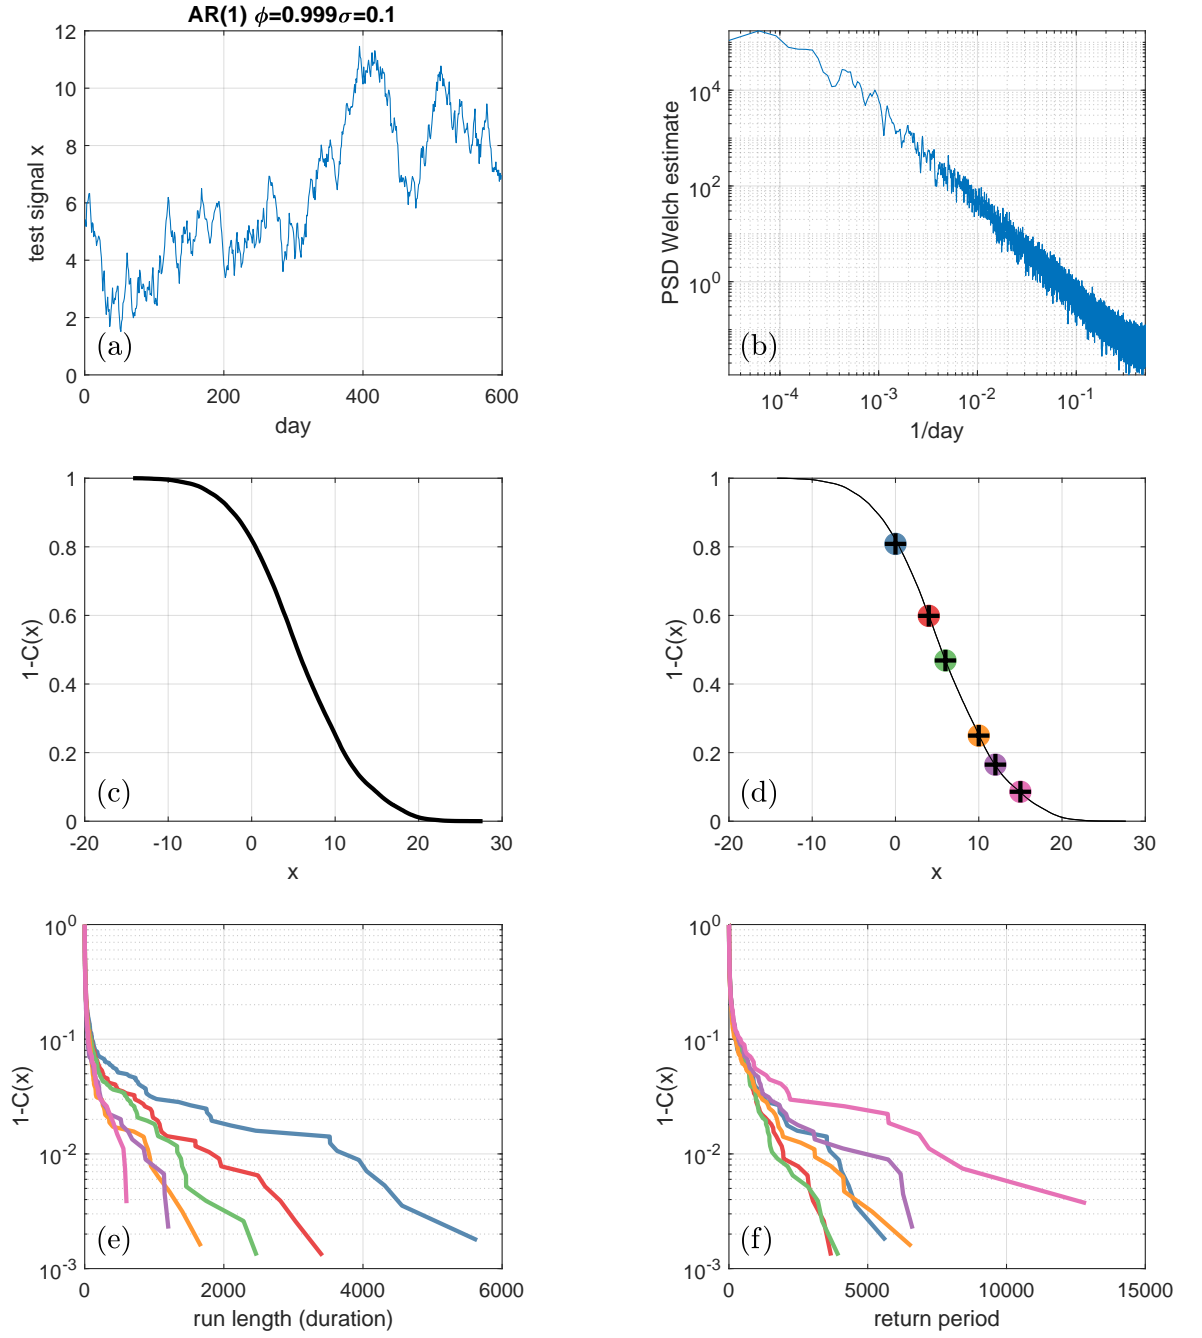 AR(1) ϕ=0.999σ=0.1
12
10
8
6
4
2
0
test signal x
0 200 400 600
day
(a)
10^4
10^2
10^0
PSD Welch estimate
10^-4 10^-3 10^-2 10^-1
1/day
(b)
1
0.8
0.6
0.4
0.2
0
1-C(x)
-20 -10 0 10 20 30
x
(c)
1
0.8
0.6
0.4
0.2
0
1-C(x)
-20 -10 0 10 20 30
x
(d)
10^0
10^-1
10^-2
10^-3
1-C(x)
0 2000 4000 6000
run length (duration)
(e)
10^0
10^-1
10^-2
10^-3
1-C(x)
0 5000 10000 15000
return period
(f)